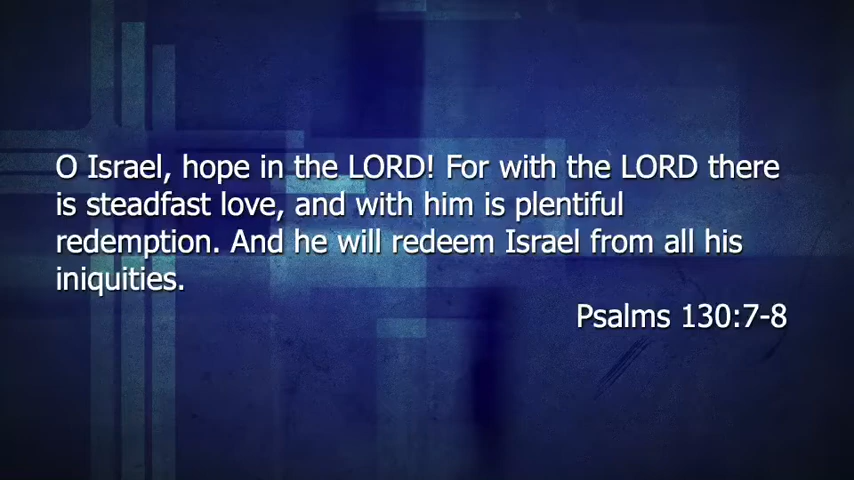 O Israel, hope in the LORD! For with the LORD there
is steadfast love, and with him is plentiful
redemption. And he will redeem Israel from all his
iniquities.
Psalms 130:7-8